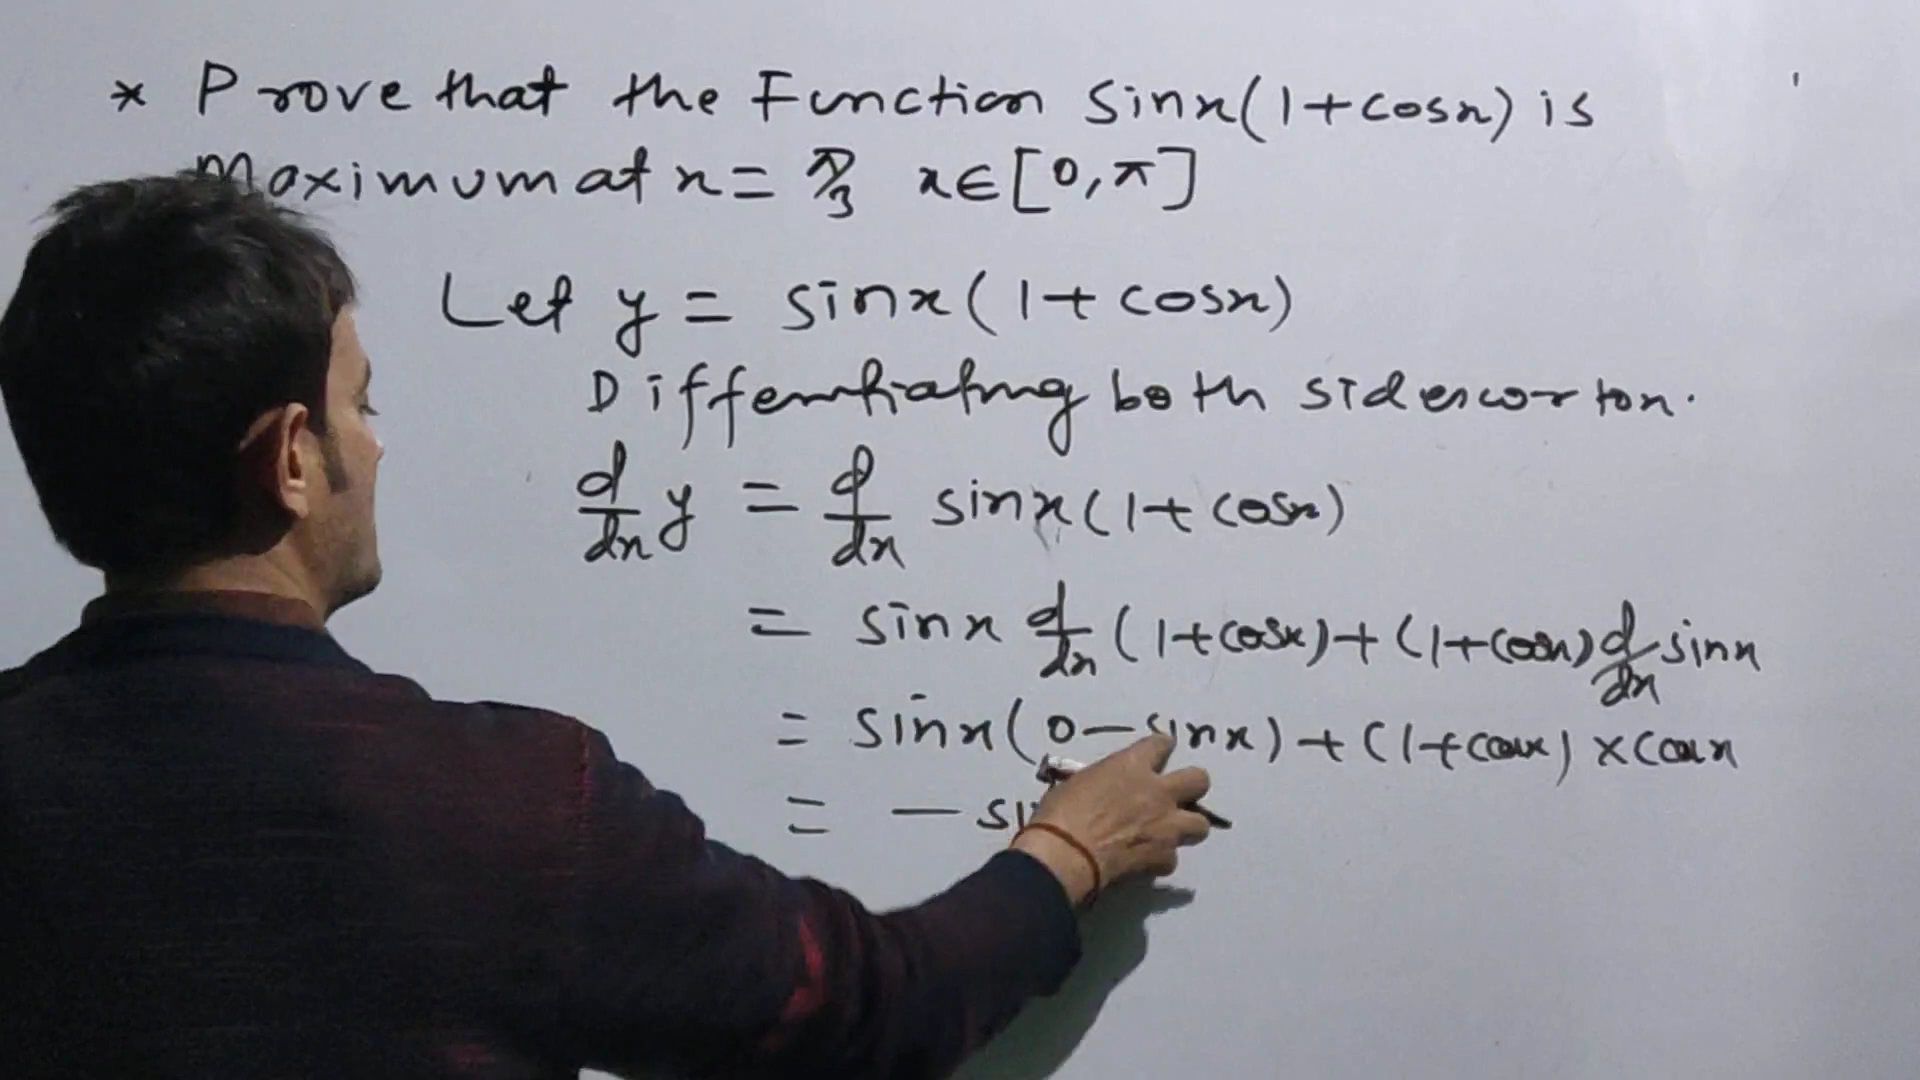 * Prove that the Function sinx(1+cosx) is
Maximum at x = π/3 x∈[0,π]
Let y = sinx(1+cosx)
Differentiating both sides w.r. to x.
d/dx y = d/dx sinx(1+cosx)
= sinx d/dx (1+cosx)+(1+cosx) d/dx sinx
= sinx(0-sinx)+(1+cosx)×cosx
= -